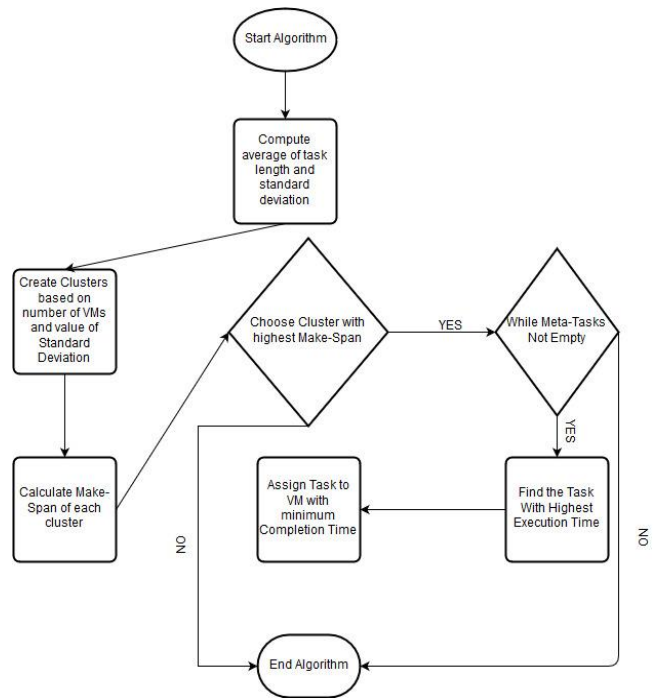 Start Algorithm
Compute
average of task
length and
standard
deviation
Create Clusters
based on
number of VMs
and value of
Standard
Deviation
Choose Cluster with
highest Make-Span
YES
While Meta-Tasks
Not Empty
YES
Calculate Make-
Span of each
cluster
Assign Task to
VM with
minimum
Completion Time
Find the Task
With Highest
Execution Time
NO
NO
End Algorithm